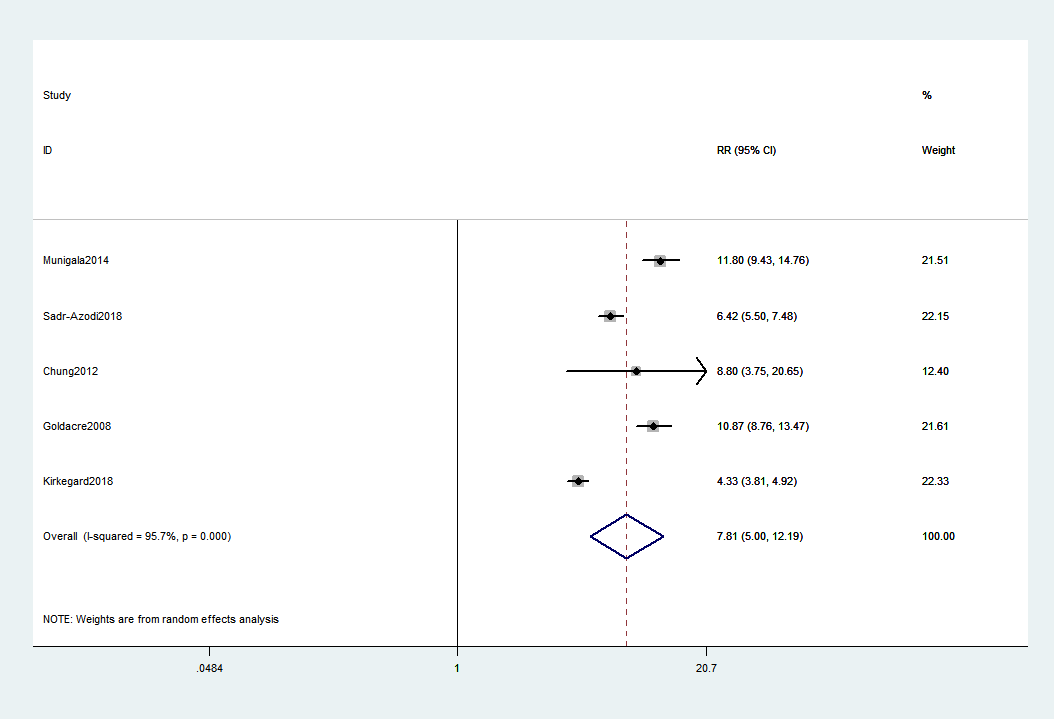 Study %
ID RR (95% CI) Weight
Munigala2014 11.80 (9.43, 14.76) 21.51
Sadr-Azodi2018 6.42 (5.50, 7.48) 22.15
Chung2012 8.80 (3.75, 20.65) 12.40
Goldacre2008 10.87 (8.76, 13.47) 21.61
Kirkegard2018 4.33 (3.81, 4.92) 22.33
Overall (I-squared = 95.7%, p = 0.000) 7.81 (5.00, 12.19) 100.00
NOTE: Weights are from random effects analysis
.0484 1 20.7